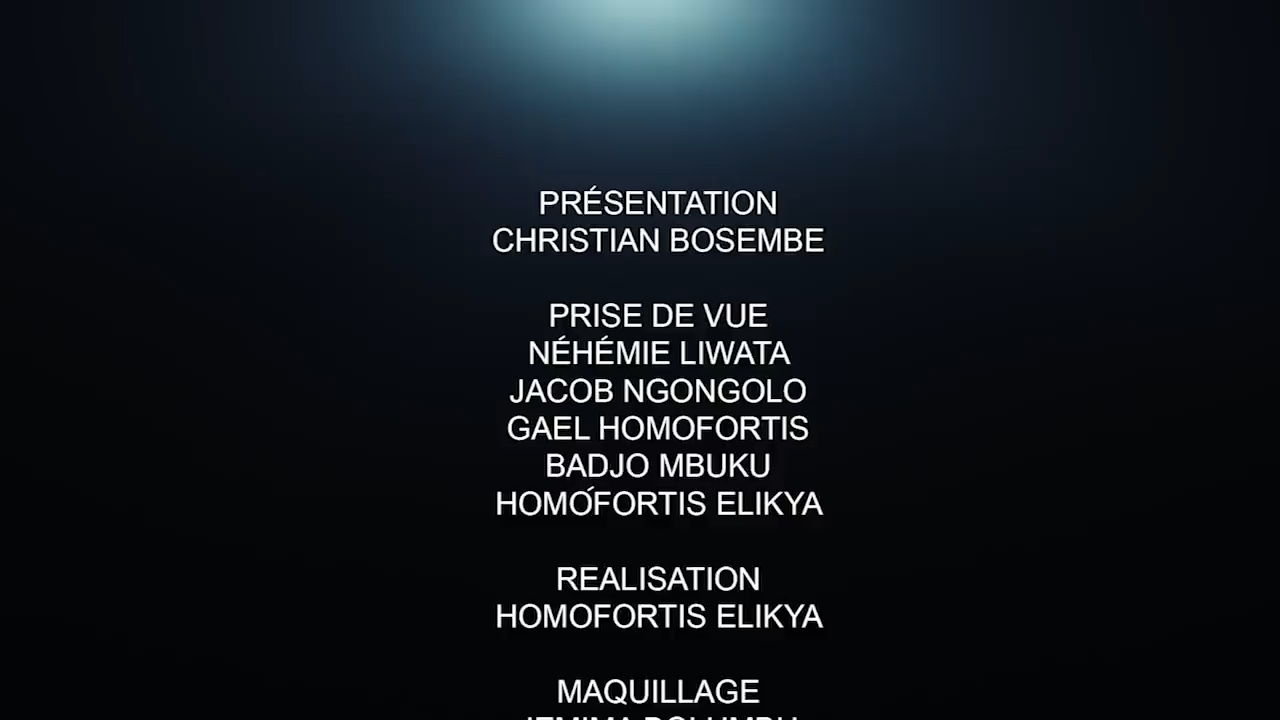 PRÉSENTATION
CHRISTIAN BOSEMBE
PRISE DE VUE
NÉHÉMIE LIWATA
JACOB NGONGOLO
GAEL HOMOFORTIS
BADJO MBUKU
HOMÓFORTIS ELIKYA
REALISATION
HOMOFORTIS ELIKYA
MAQUILLAGE